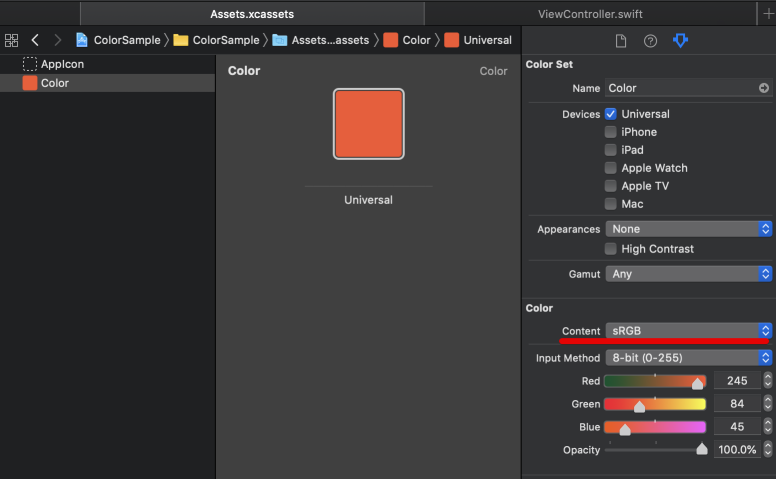 Assets.xcassets
ViewController.swift
ColorSample
ColorSample
Assets...assets
Color
Universal
AppIcon
Color
Color
Color
Universal
Color Set
Name
Color
Devices
Universal
iPhone
iPad
Apple Watch
Apple TV
Mac
Appearances
None
High Contrast
Gamut
Any
Color
Content
sRGB
Input Method
8-bit (0-255)
Red
245
Green
84
Blue
45
Opacity
100.0%